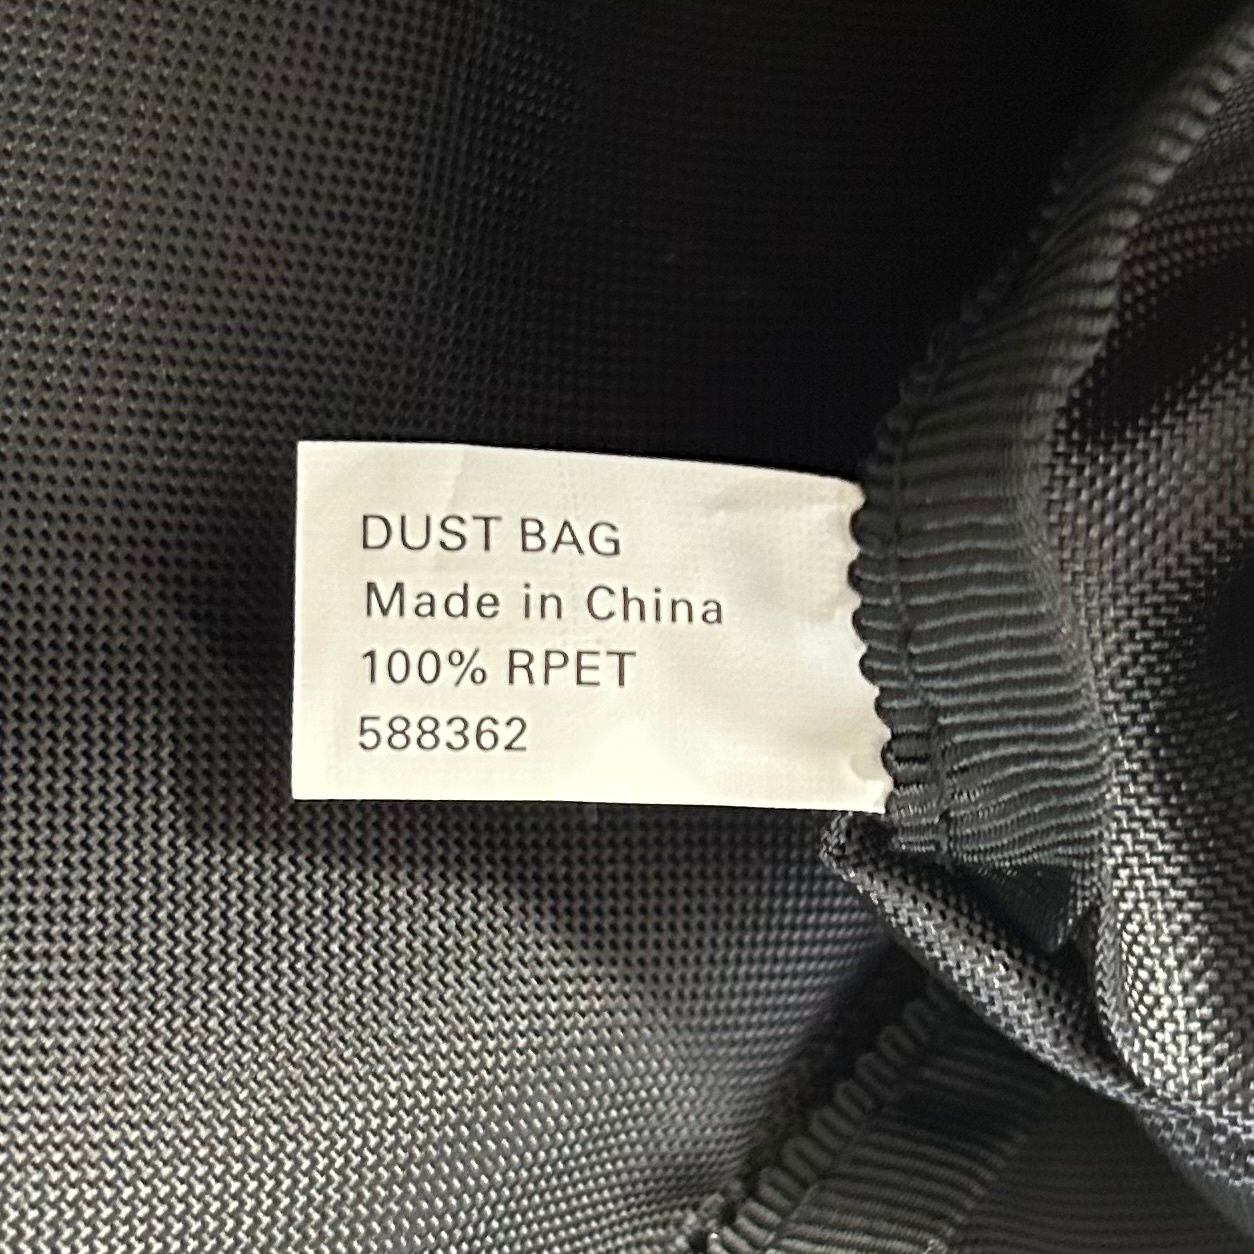 DUST BAG
Made in China
100% RPET
588362